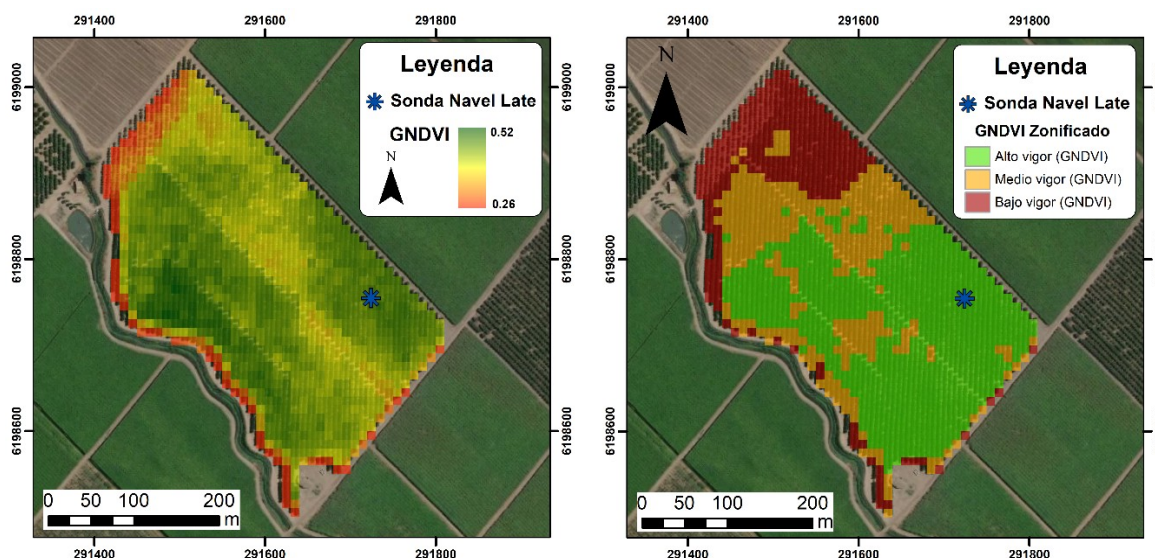 291400 291600 291800
6199000
6198800
6198600
Leyenda
Sonda Navel Late
GNDVI
N
0.52
0.26
0 50 100 200
m
291400 291600 291800
291400 291600 291800
6199000
6198800
6198600
N
Leyenda
Sonda Navel Late
GNDVI Zonificado
Alto vigor (GNDVI)
Medio vigor (GNDVI)
Bajo vigor (GNDVI)
0 50 100 200
m
291400 291600 291800
6199000
6198800
6198600